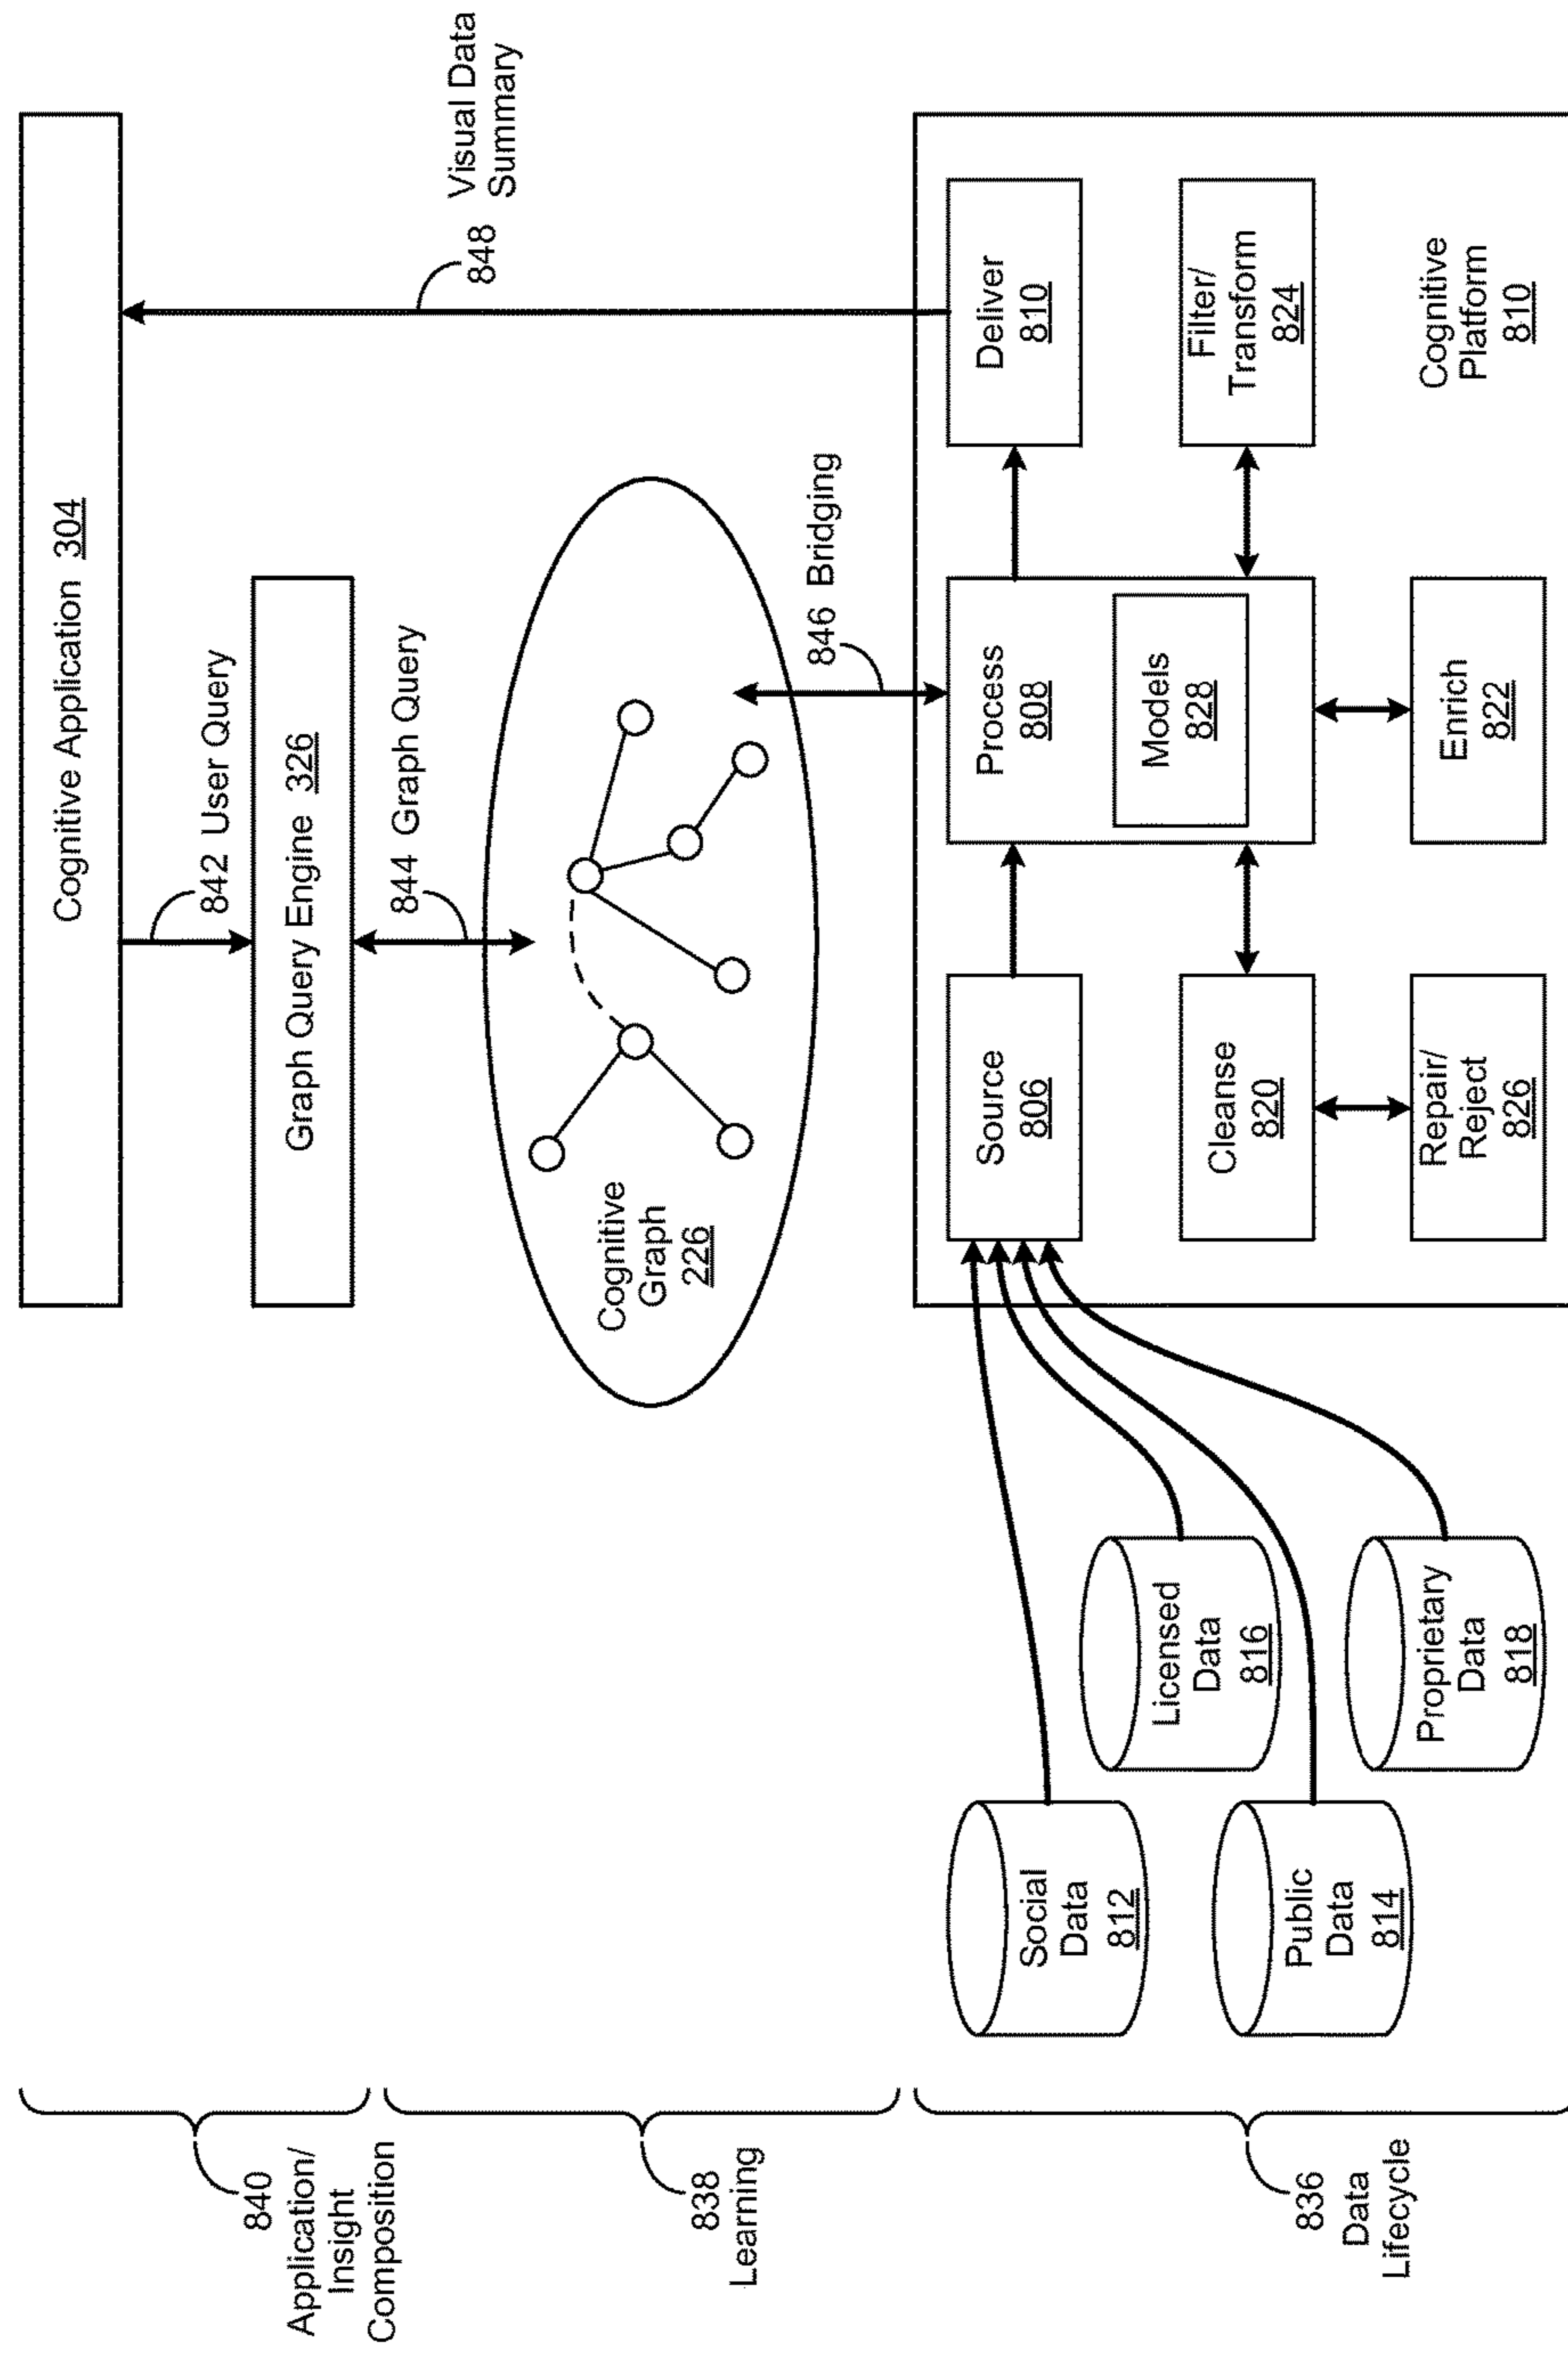 Cognitive Application 304
842 User Query
Graph Query Engine 326
844 Graph Query
848
Visual Data
Summary
840
Application/
Insight
Composition
Cognitive
Graph
226
838
Learning
846 Bridging
Social
Data
812
Licensed
Data
816
Public
Data
814
Proprietary
Data
818
Source
806
Process
808
Models
828
Deliver
810
Cleanse
820
Filter/
Transform
824
Repair/
Reject
826
Enrich
822
Cognitive
Platform
810
836
Data
Lifecycle